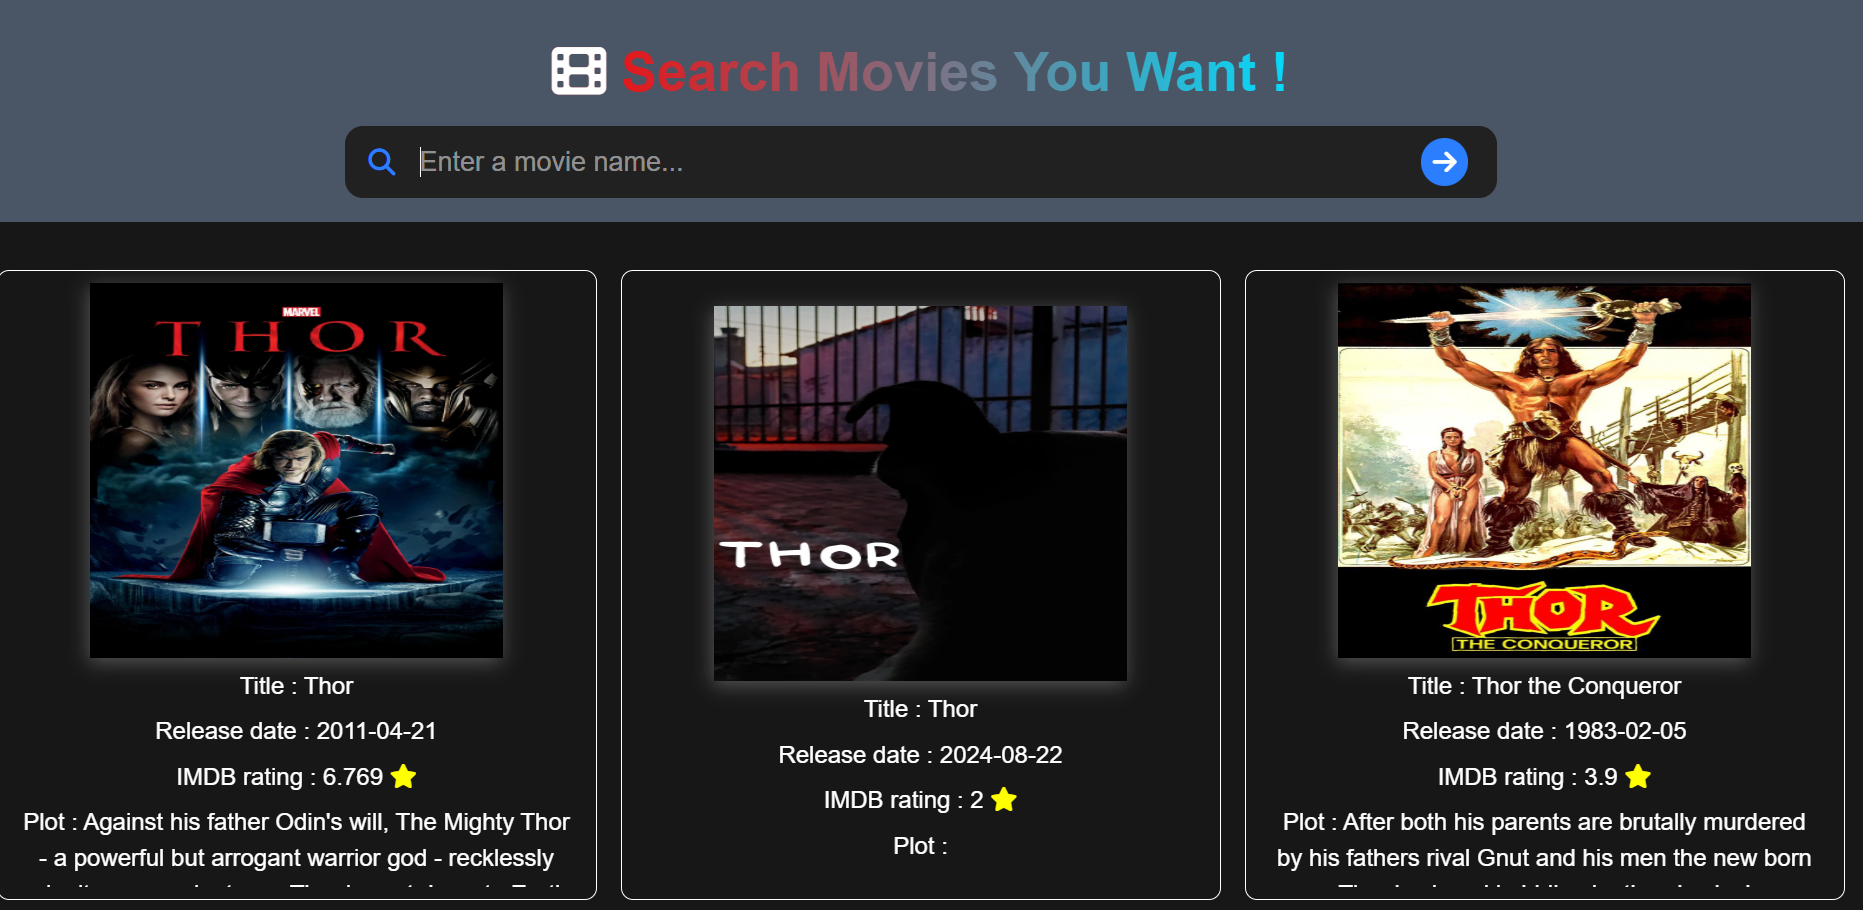 Search Movies You Want !
Enter a movie name...
MARVEL
THOR
Title : Thor
Release date : 2011-04-21
IMDB rating : 6.769
Plot : Against his father Odin's will, The Mighty Thor
- a powerful but arrogant warrior god - recklessly
THOR
Title : Thor
Release date : 2024-08-22
IMDB rating : 2
Plot :
THOR
THE CONQUEROR
Title : Thor the Conqueror
Release date : 1983-02-05
IMDB rating : 3.9
Plot : After both his parents are brutally murdered
by his fathers rival Gnut and his men the new born